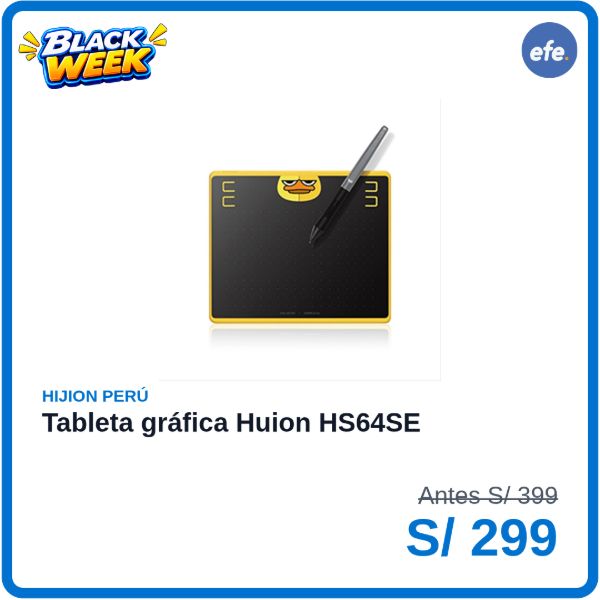 BLACK
WEEK
efe.
HIJION PERÚ
Tableta gráfica Huion HS64SE
Antes S/ 399
S/ 299